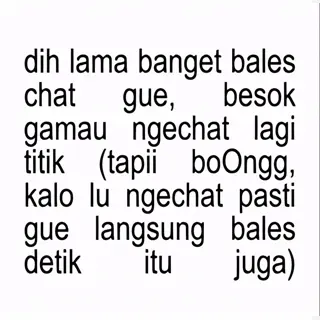 dih lama banget bales
chat gue, besok
gamau ngechat lagi
titik (tapii boOngg,
kalo lu ngechat pasti
gue langsung bales
detik itu juga)